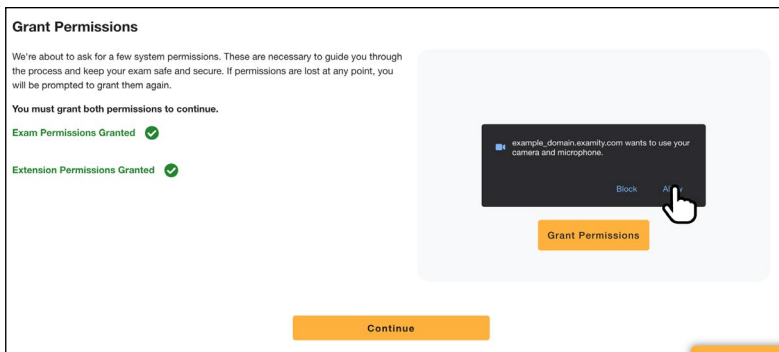 Grant Permissions
We're about to ask for a few system permissions. These are necessary to guide you through
the process and keep your exam safe and secure. If permissions are lost at any point, you
will be prompted to grant them again.
You must grant both permissions to continue.
Exam Permissions Granted
Extension Permissions Granted
example_domain.examity.com wants to use your
camera and microphone.
Block
Grant Permissions
Continue